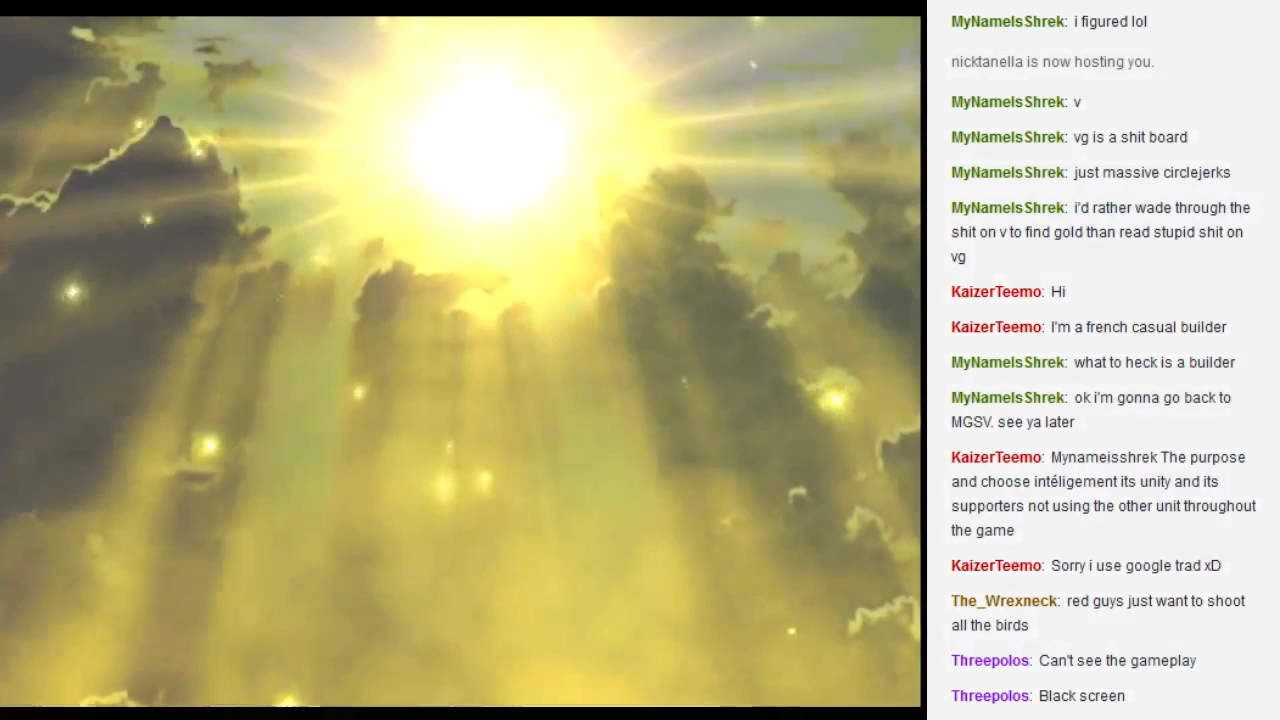 MyNameIsShrek: i figured lol
nicktanella is now hosting you.
MyNameIsShrek: v
MyNameIsShrek: vg is a shit board
MyNameIsShrek: just massive circlejerks
MyNameIsShrek: i'd rather wade through the
shit on v to find gold than read stupid shit on
vg
KaizerTeemo: Hi
KaizerTeemo: I'm a french casual builder
MyNameIsShrek: what to heck is a builder
MyNameIsShrek: ok i'm gonna go back to
MGSV. see ya later
KaizerTeemo: Mynameisshrek The purpose
and choose intéligement its unity and its
supporters not using the other unit throughout
the game
KaizerTeemo: Sorry i use google trad xD
The_Wrexneck: red guys just want to shoot
all the birds
Threepolos: Can't see the gameplay
Threepolos: Black screen